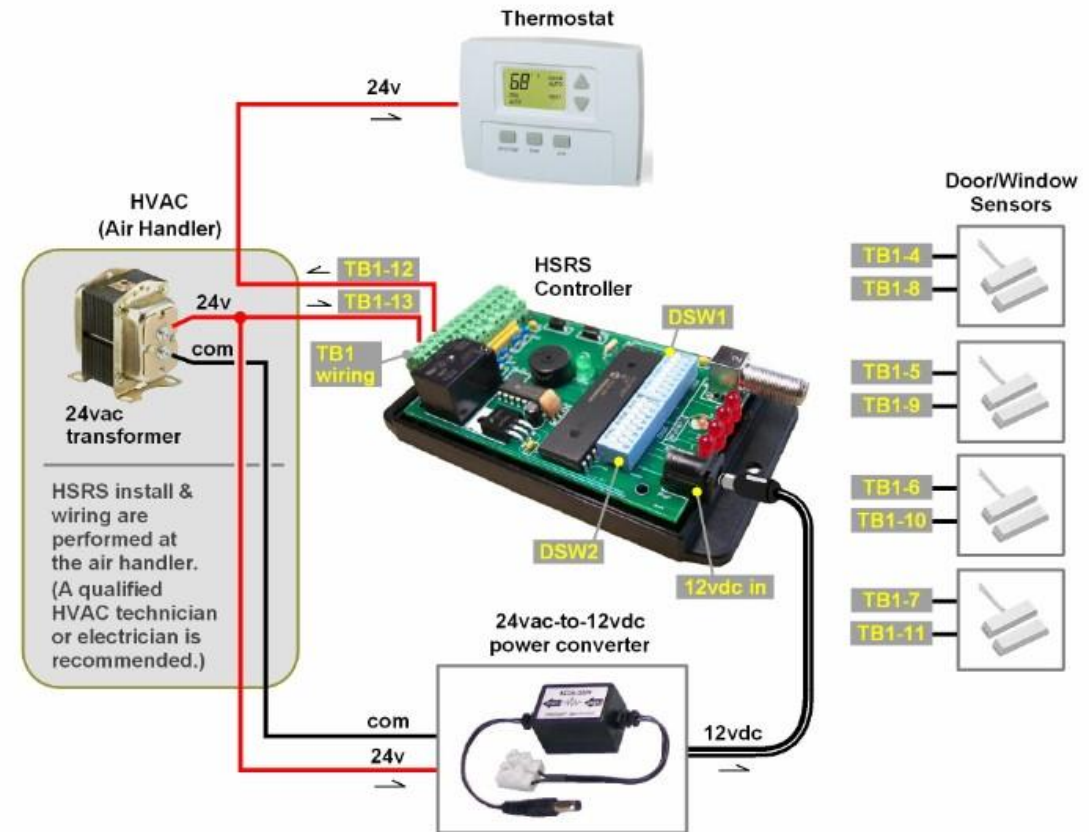 Thermostat
24v
68
HVAC
(Air Handler)
24v
com
24vac
transformer
HSRS install &
wiring are
performed at
the air handler.
(A qualified
HVAC technician
or electrician is
recommended.)
TB1-12
TB1-13
TB1
wiring
HSRS
Controller
DSW1
DSW2
12vdc in
Door/Window
Sensors
TB1-4
TB1-8
TB1-5
TB1-9
TB1-6
TB1-10
TB1-7
TB1-11
24vac-to-12vdc
power converter
com
24v
12vdc